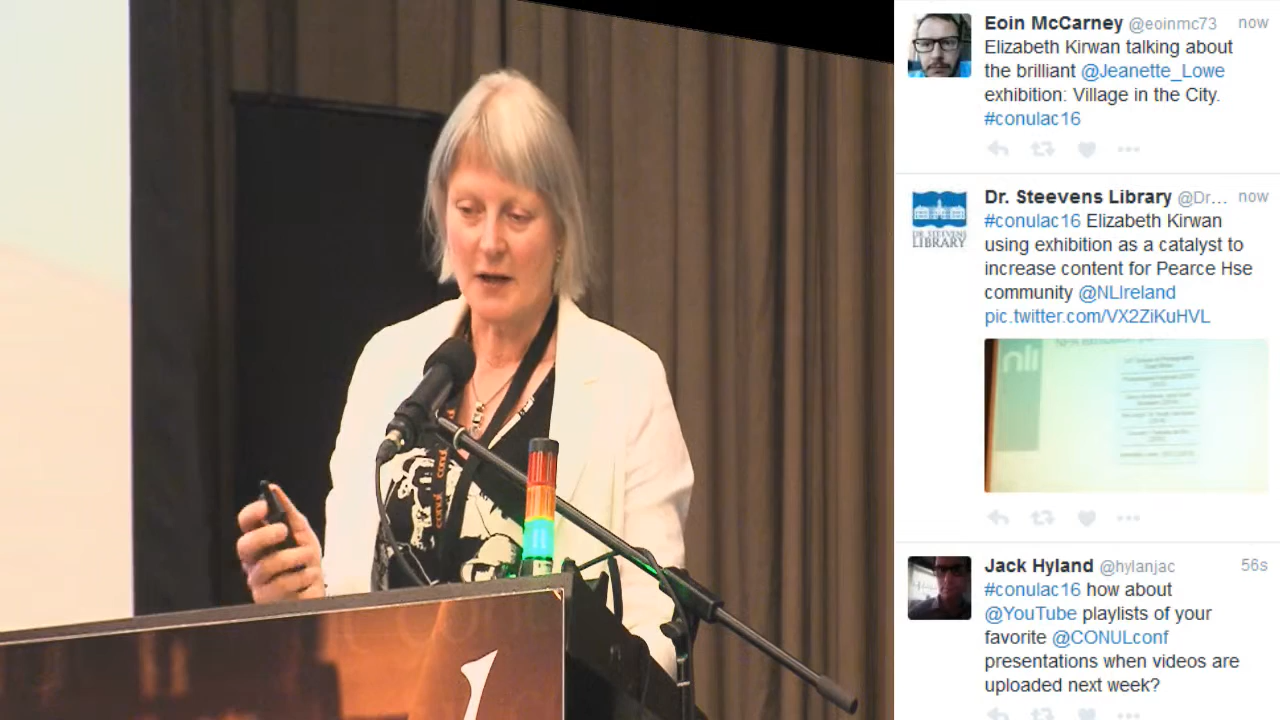 conul
conul
Eoin McCarney @eoinmc73 now
Elizabeth Kirwan talking about
the brilliant @Jeanette_Lowe
exhibition: Village in the City.
#conulac16
DR. STEEVENS
LIBRARY
Dr. Steevens Library @Dr... now
#conulac16 Elizabeth Kirwan
using exhibition as a catalyst to
increase content for Pearce Hse
community @NLIreland
pic.twitter.com/VX2ZiKuHVL
nli
Jack Hyland @hylanjac 56s
#conulac16 how about
@YouTube playlists of your
favorite @CONULconf
presentations when videos are
uploaded next week?